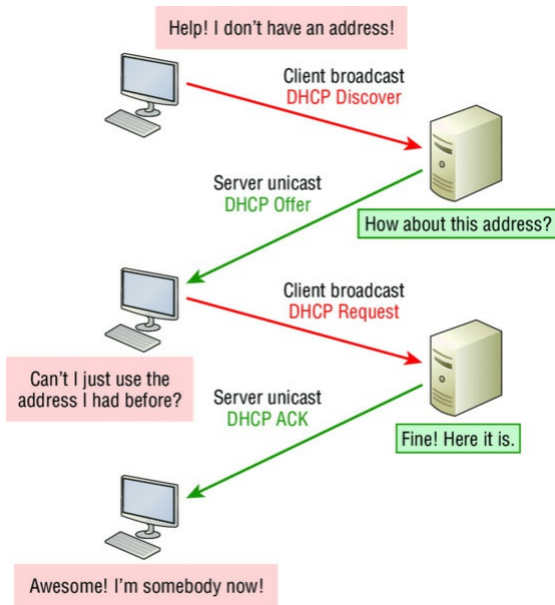 Help! I don't have an address!
Client broadcast
DHCP Discover
Server unicast
DHCP Offer
How about this address?
Client broadcast
DHCP Request
Can't I just use the
address I had before?
Server unicast
DHCP ACK
Fine! Here it is.
Awesome! I'm somebody now!